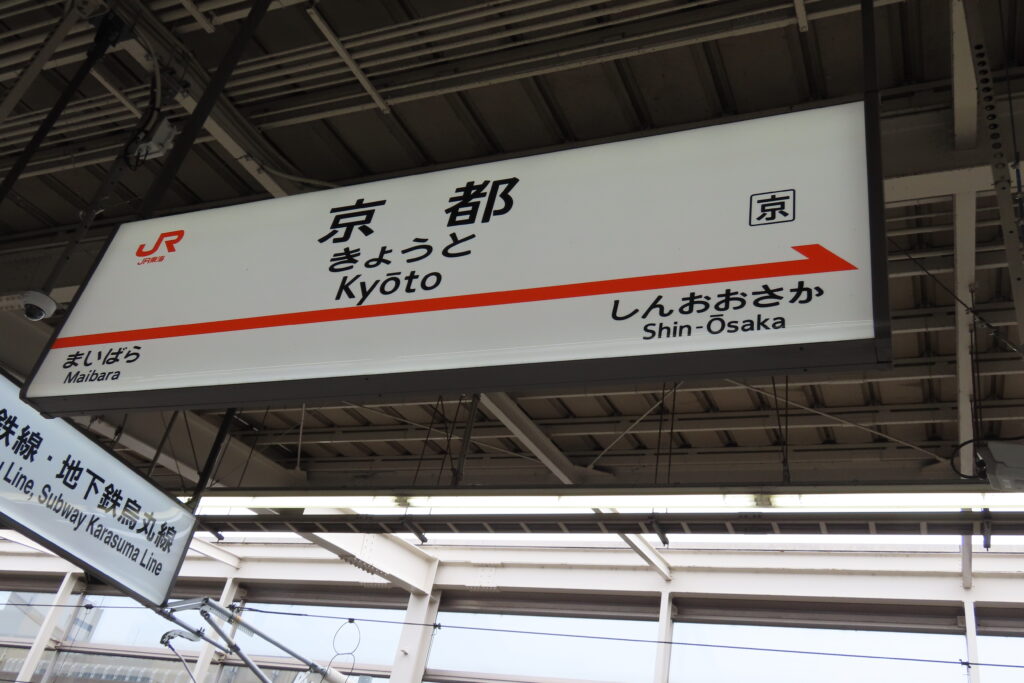 JR
JR東海
京都
きょうと
Kyōto
京
まいばら
Maibara
しんおおさか
Shin-Ōsaka
鉄線・地下鉄烏丸線
Line, Subway Karasuma Line